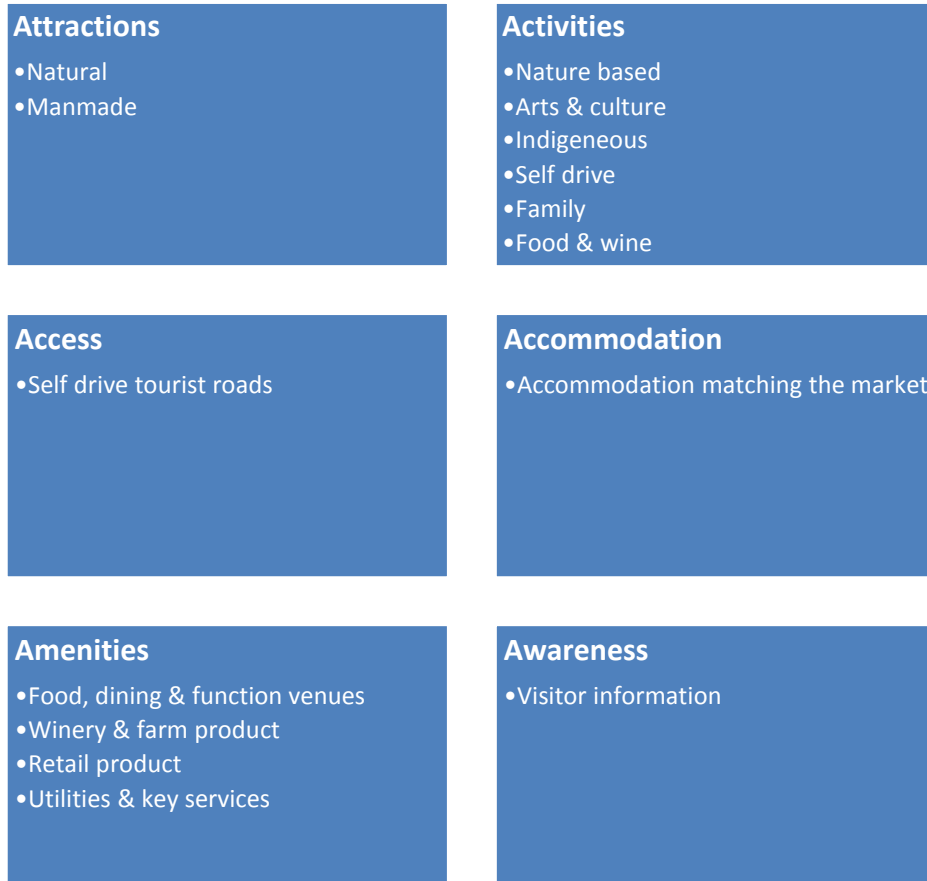 Attractions
•Natural
•Manmade
Activities
•Nature based
•Arts & culture
•Indigeneous
•Self drive
•Family
•Food & wine
Access
•Self drive tourist roads
Accommodation
•Accommodation matching the market
Amenities
•Food, dining & function venues
•Winery & farm product
•Retail product
•Utilities & key services
Awareness
•Visitor information